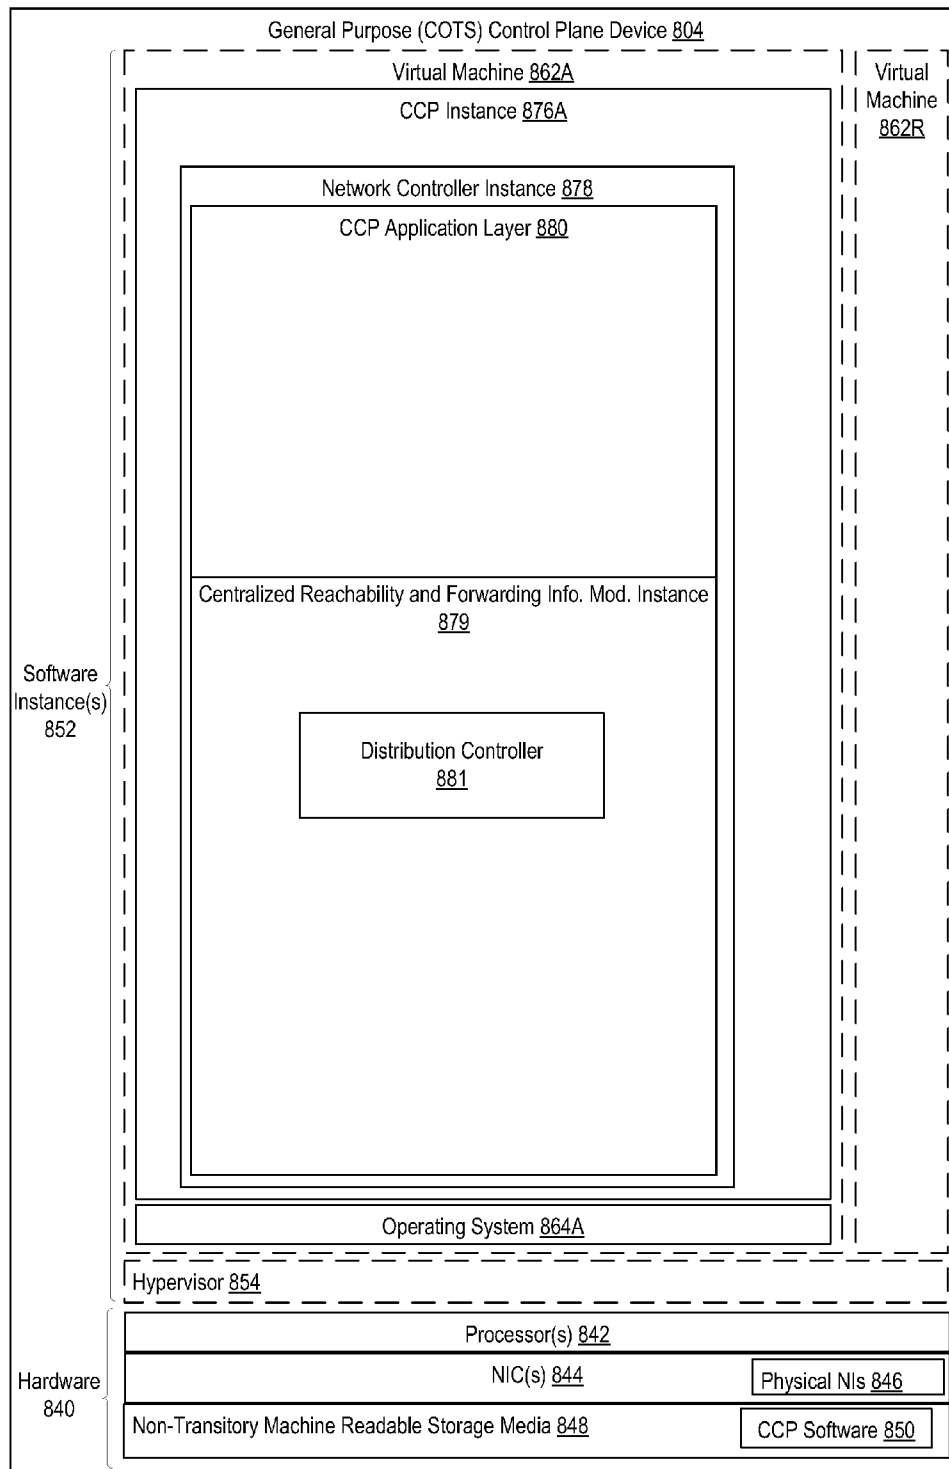 General Purpose (COTS) Control Plane Device 804
Virtual Machine 862A
Virtual
Machine
862R
CCP Instance 876A
Network Controller Instance 878
CCP Application Layer 880
Centralized Reachability and Forwarding Info. Mod. Instance
879
Software
Instance(s)
852
Distribution Controller
881
Operating System 864A
Hypervisor 854
Hardware
840
Processor(s) 842
NIC(s) 844
Physical NIs 846
Non-Transitory Machine Readable Storage Media 848
CCP Software 850